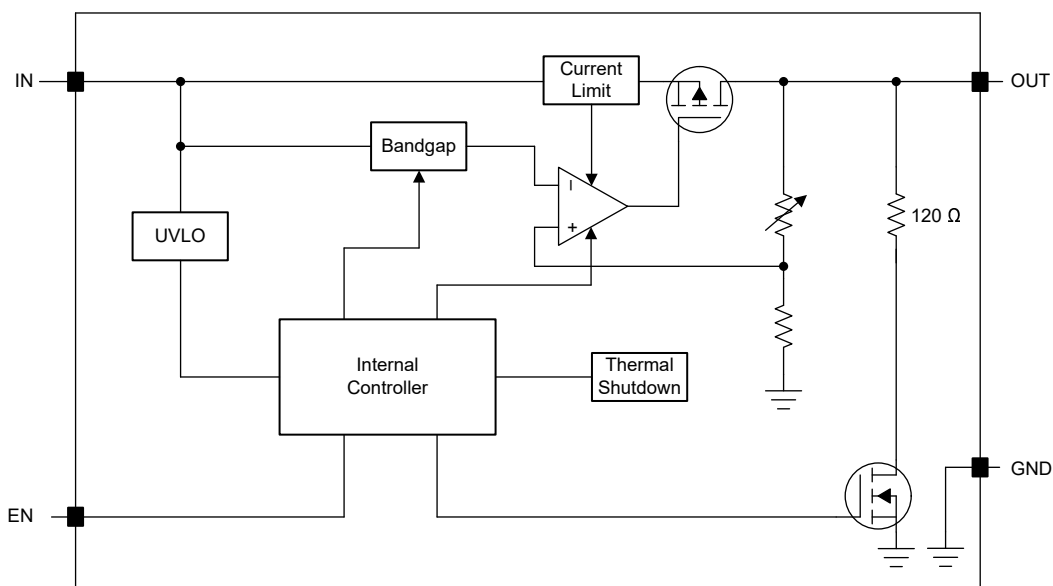 IN
Current
Limit
OUT
Bandgap
−
+
UVLO
120 Ω
Internal
Controller
Thermal
Shutdown
GND
EN